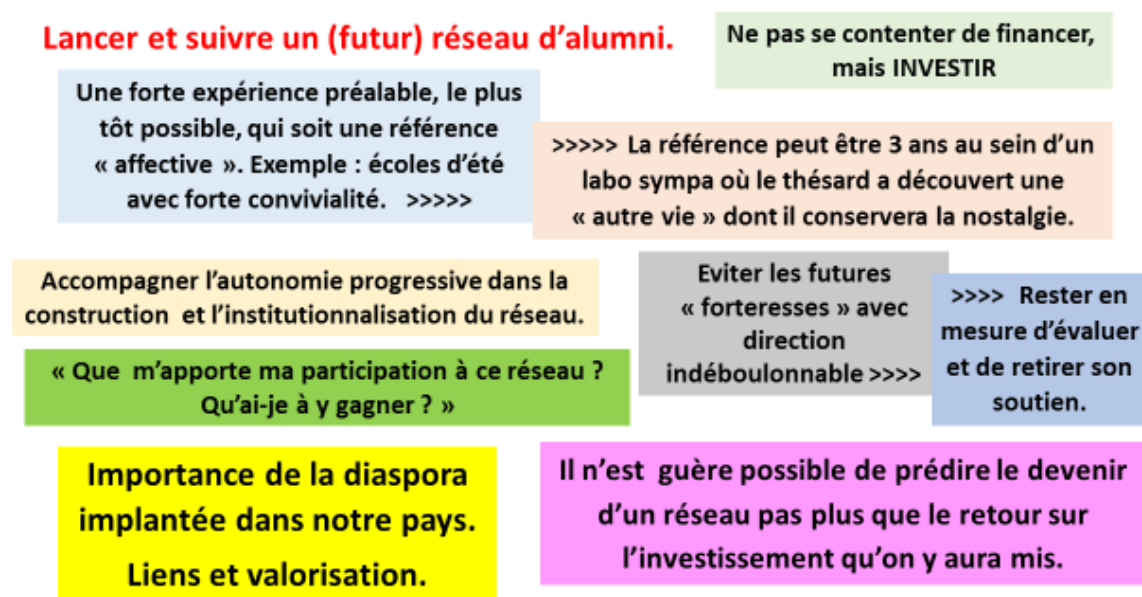 Lancer et suivre un (futur) réseau d'alumni.
Ne pas se contenter de financer,
mais INVESTIR
Une forte expérience préalable, le plus
tôt possible, qui soit une référence
« affective ». Exemple : écoles d'été
avec forte convivialité. >>>>>
>>>>> La référence peut être 3 ans au sein d'un
labo sympa où le thésard a découvert une
« autre vie » dont il conservera la nostalgie.
Accompagner l'autonomie progressive dans la
construction et l'institutionnalisation du réseau.
Eviter les futures
« forteresses » avec
direction
indéboulonnable >>>>
>>>> Rester en
mesure d'évaluer
et de retirer son
soutien.
« Que m'apporte ma participation à ce réseau ?
Qu'ai-je à y gagner ? »
Importance de la diaspora
implantée dans notre pays.
Liens et valorisation.
Il n'est guère possible de prédire le devenir
d'un réseau pas plus que le retour sur
l'investissement qu'on y aura mis.